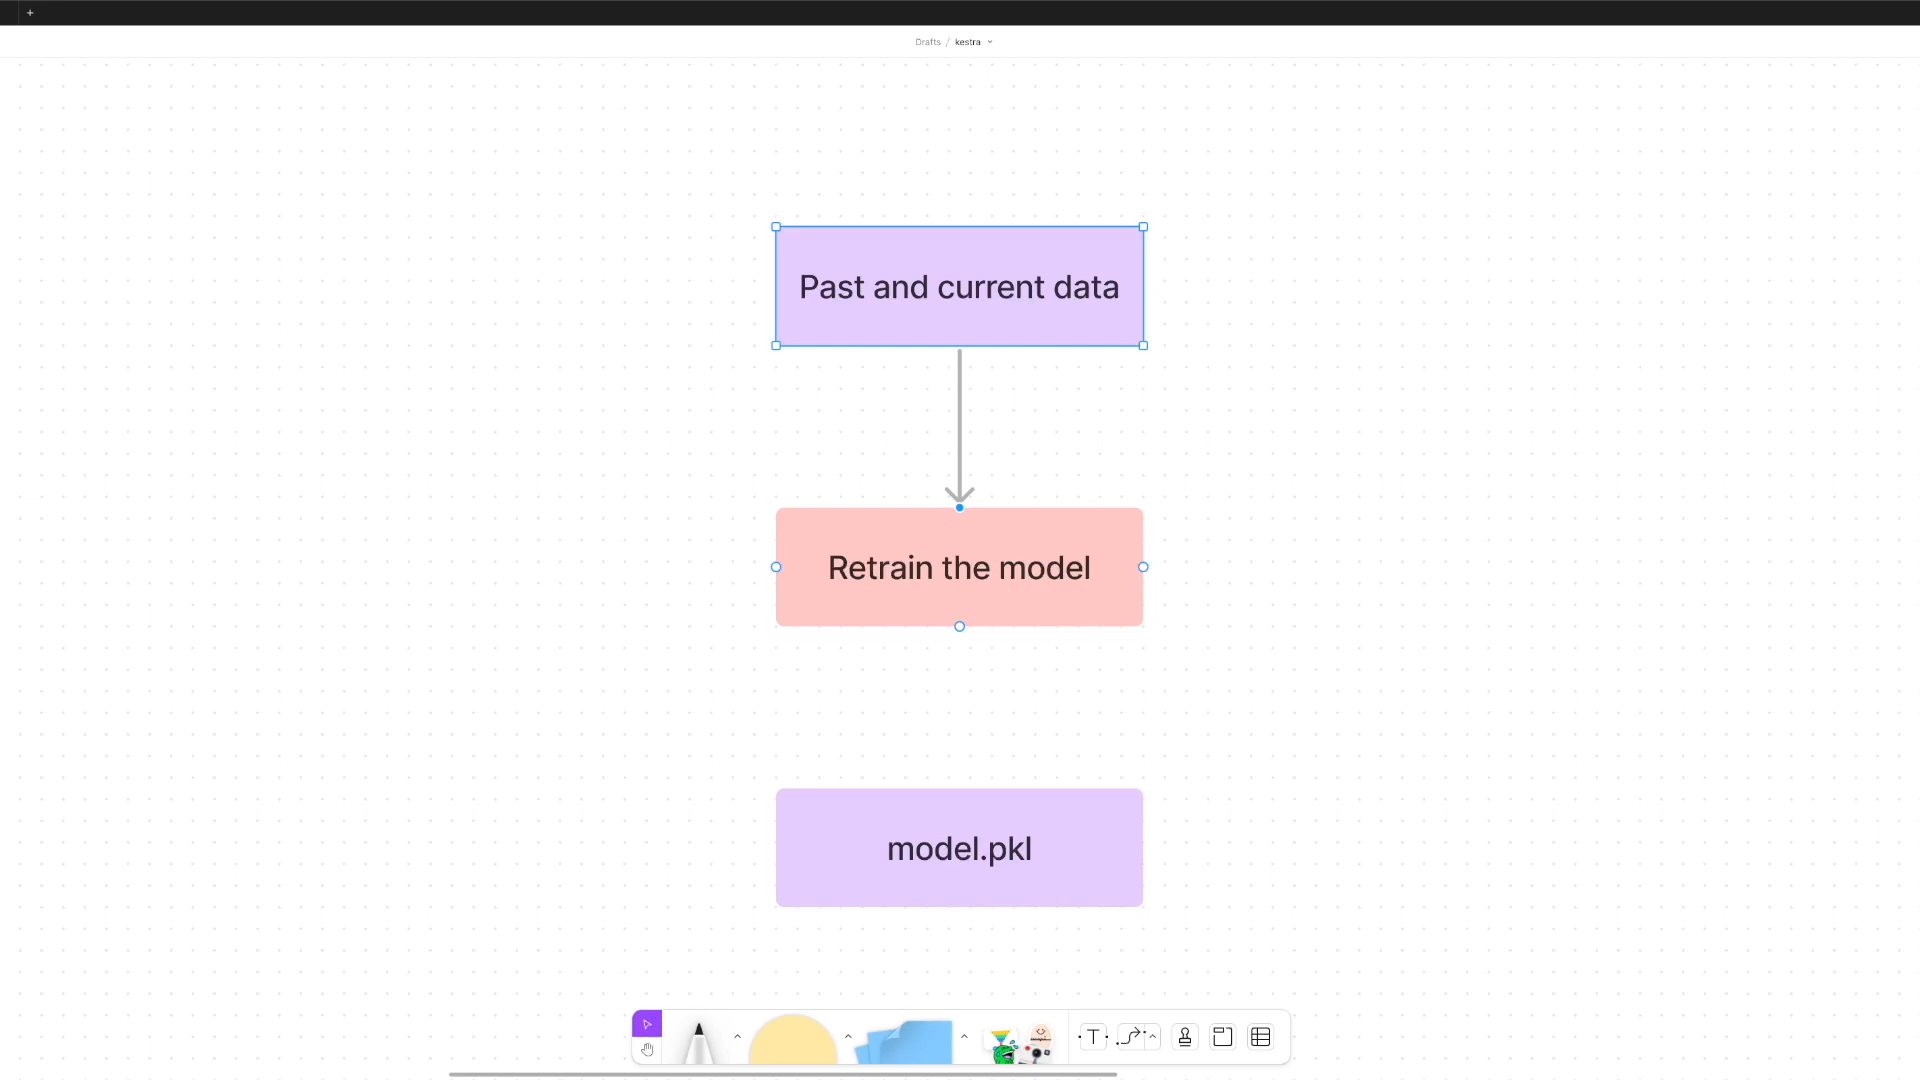 +
Drafts / kestra
Past and current data
Retrain the model
model.pkl
T